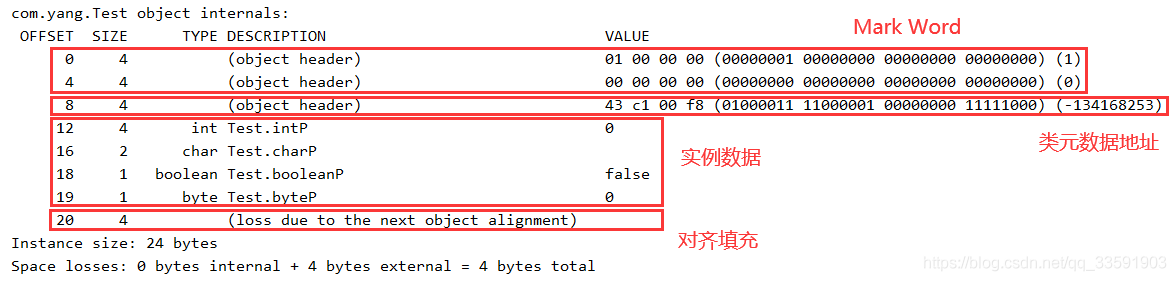 com.yang.Test object internals:
OFFSET SIZE TYPE DESCRIPTION VALUE
Mark Word
0 4 (object header) 01 00 00 00 (00000001 00000000 00000000 00000000) (1)
4 4 (object header) 00 00 00 00 (00000000 00000000 00000000 00000000) (0)
8 4 (object header) 43 c1 00 f8 (01000011 11000001 00000000 11111000) (-134168253)
12 4 int Test.intP 0
类元数据地址
16 2 char Test.charP
实例数据
18 1 boolean Test.booleanP false
19 1 byte Test.byteP 0
20 4 (loss due to the next object alignment)
对齐填充
Instance size: 24 bytes
Space losses: 0 bytes internal + 4 bytes external = 4 bytes total
https://blog.csdn.net/qq_33591903